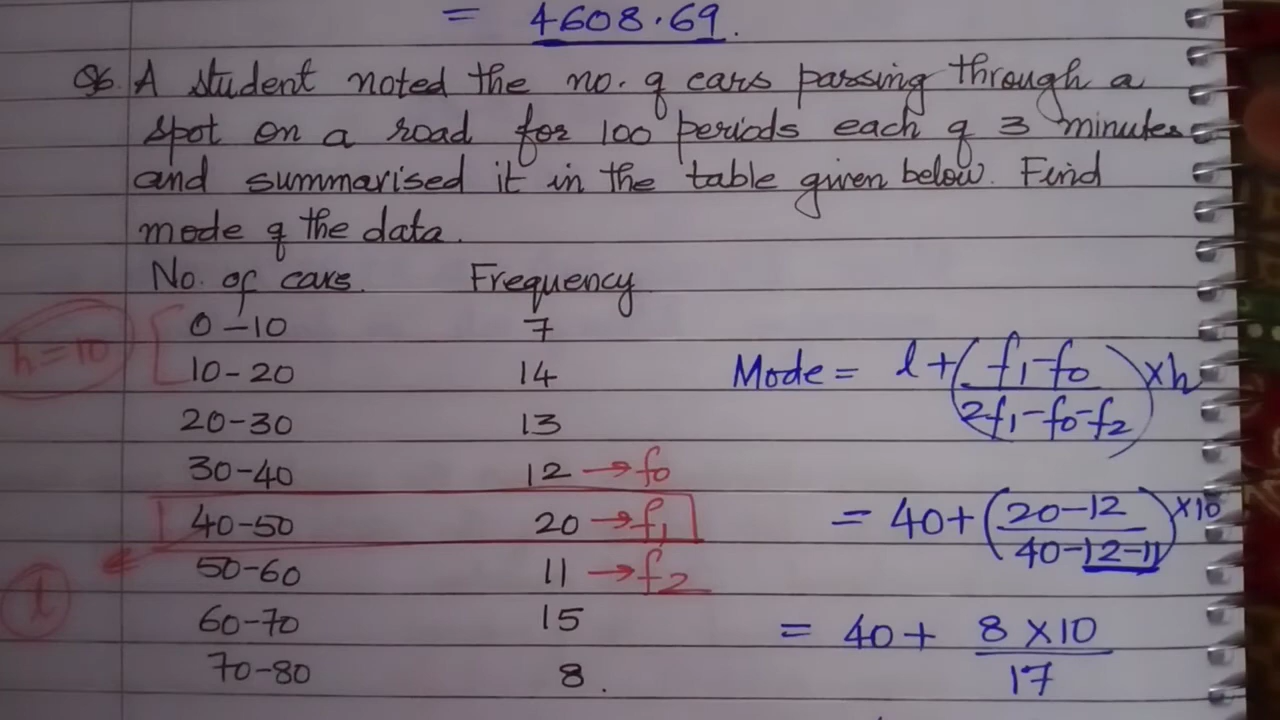 = 4608.69.
Q6. A student noted the no. of cars passing through a
spot on a road for 100 periods each of 3 minutes
and summarised it in the table given below. Find
mode of the data.
No. of cars. Frequency
0-10 7
10-20 14
20-30 13
30-40 12 → f0
40-50 20 → f1
50-60 11 → f2
60-70 15
70-80 8.
h = 10
l
Mode = l + ( f1-f0 / 2f1-f0-f2 ) × h
= 40 + ( 20-12 / 40-12-11 ) × 10
= 40 + 8 × 10 / 17